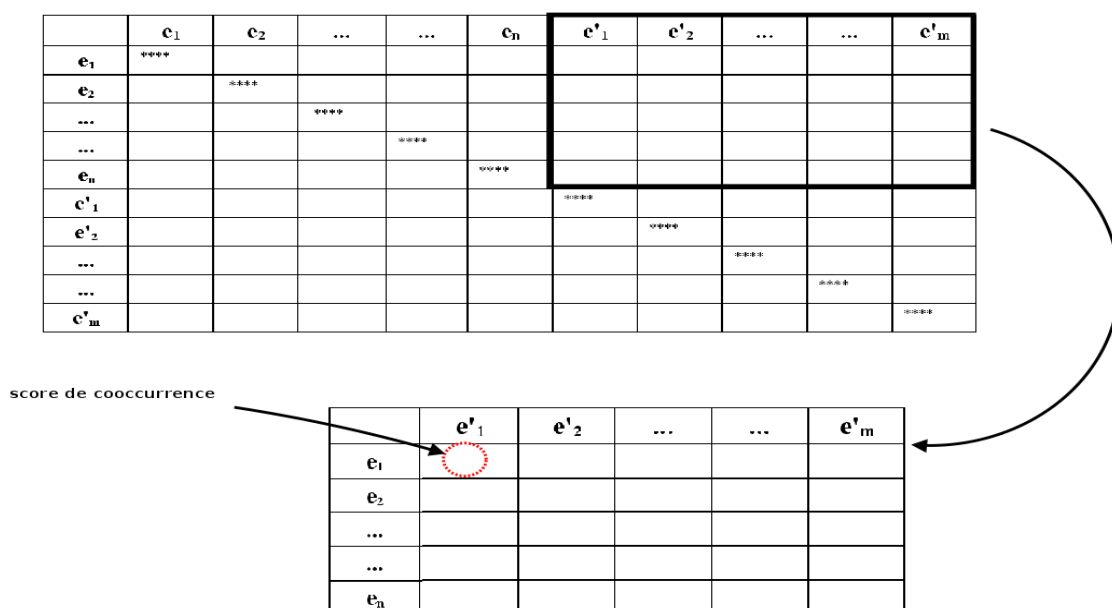 e₁ e₂ ... ... eₙ e'₁ e'₂ ... ... e'ₘ
e₁ ****
e₂ ****
... ****
... ****
eₙ ****
e'₁ ****
e'₂ ****
... ****
... ****
e'ₘ ****
score de cooccurrence
e'₁ e'₂ ... ... e'ₘ
e₁
e₂
...
...
eₙ